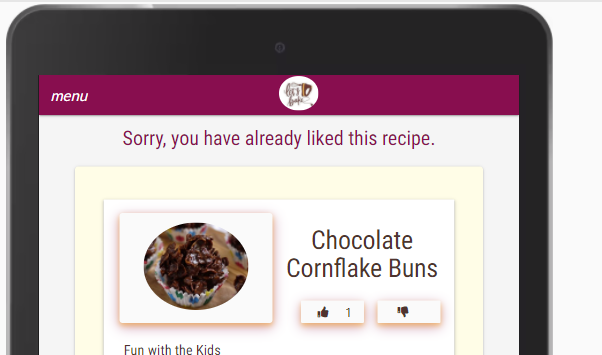 menu
let's
bake
Sorry, you have already liked this recipe.
Chocolate
Cornflake Buns
1
Fun with the Kids